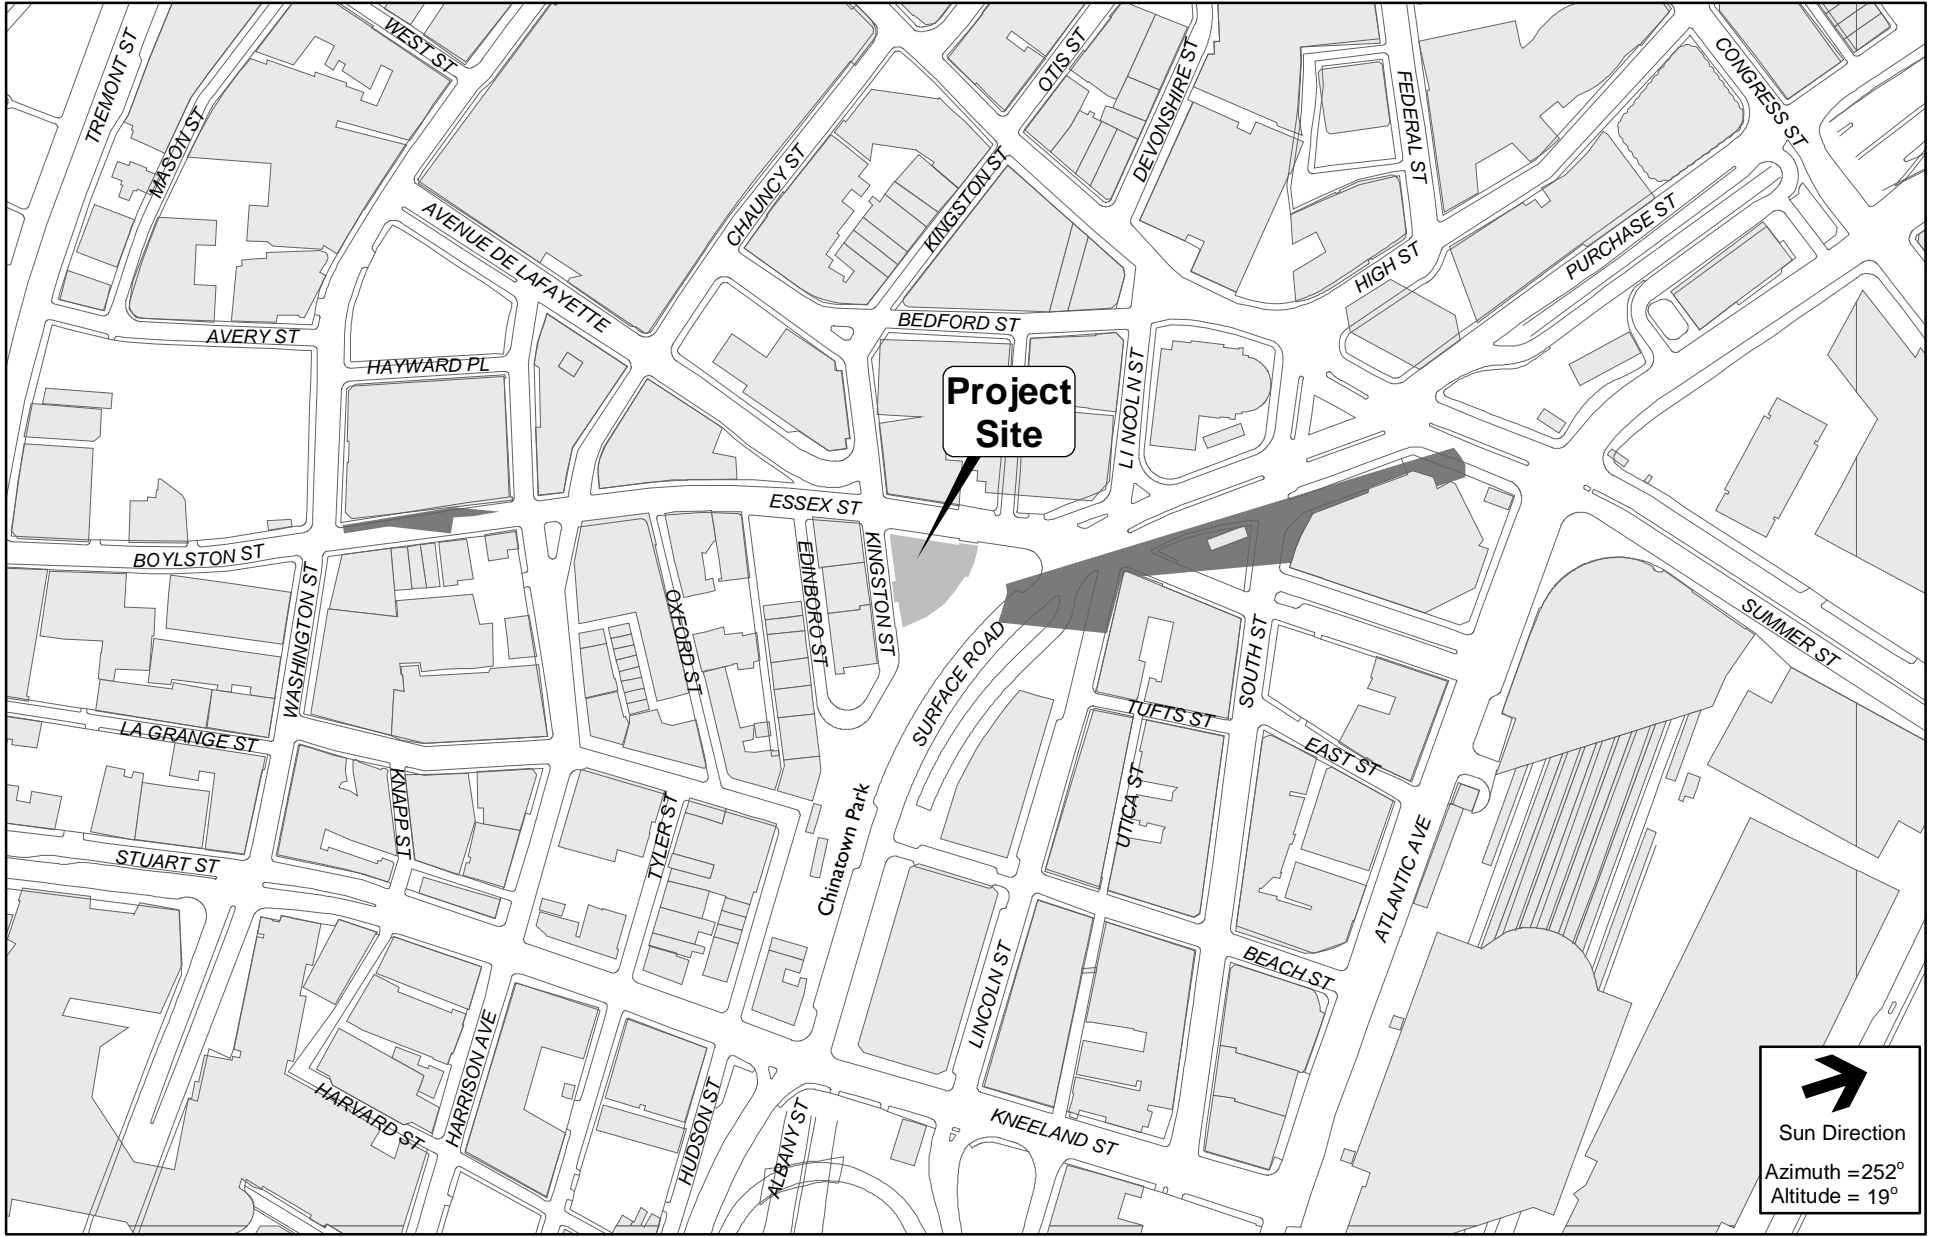 WEST ST
TREMONT ST
MASON ST
OTIS ST
DEVONSHIRE ST
FEDERAL ST
CONGRESS ST
CHAUNCY ST
KINGSTON ST
AVENUE DE LAFAYETTE
PURCHASE ST
HIGH ST
AVERY ST
BEDFORD ST
HAYWARD PL
LINCOLN ST
Project
Site
ESSEX ST
BOYLSTON ST
WASHINGTON ST
OXFORD ST
EDINBORO ST
KINGSTON ST
SURFACE ROAD
SOUTH ST
SUMMER ST
TUFTS ST
EAST ST
LA GRANGE ST
KNAPP ST
TYLER ST
UTICA ST
Chinatown Park
ATLANTIC AVE
STUART ST
BEACH ST
LINCOLN ST
HARRISON AVE
HARVARD ST
HUDSON ST
ALBANY ST
KNEELAND ST
Sun Direction
Azimuth =252°
Altitude = 19°